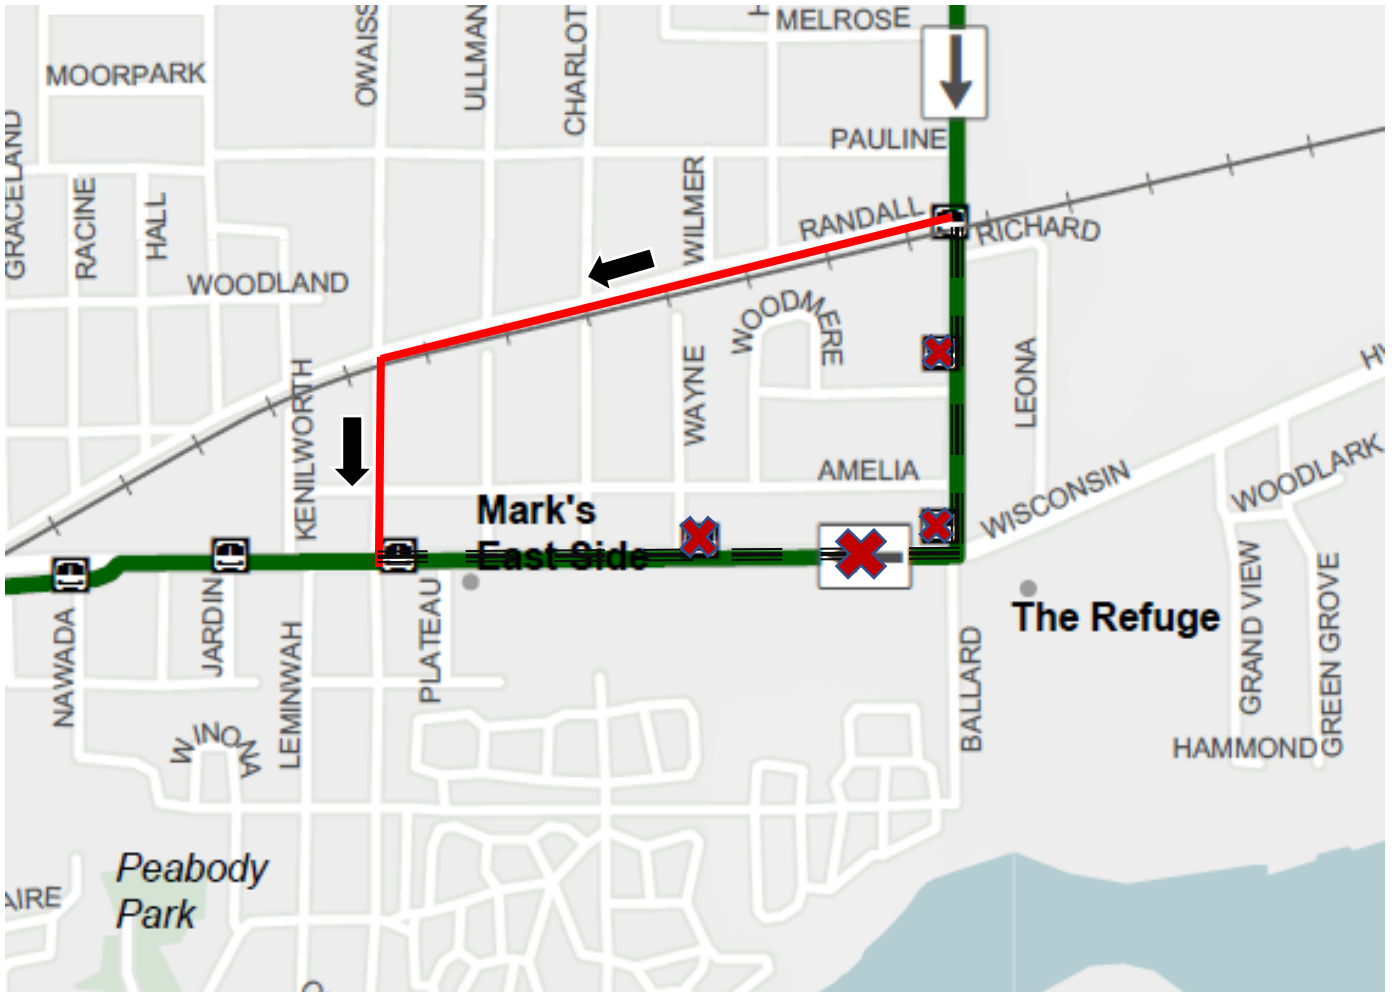 MELROSE
MOORPARK
OWAISS
ULLMAN
CHARLOT
PAULINE
GRACELAND
RACINE
HALL
WILMER
RANDALL
RICHARD
WOODLAND
WOODMERE
KENILWORTH
WAYNE
LEONA
AMELIA
WISCONSIN
WOODLARK
Mark's
East Side
The Refuge
NAWADA
JARDIN
LEMINWAH
PLATEAU
BALLARD
GRAND VIEW
GREEN GROVE
WINONA
HAMMOND
Peabody
Park
AIRE